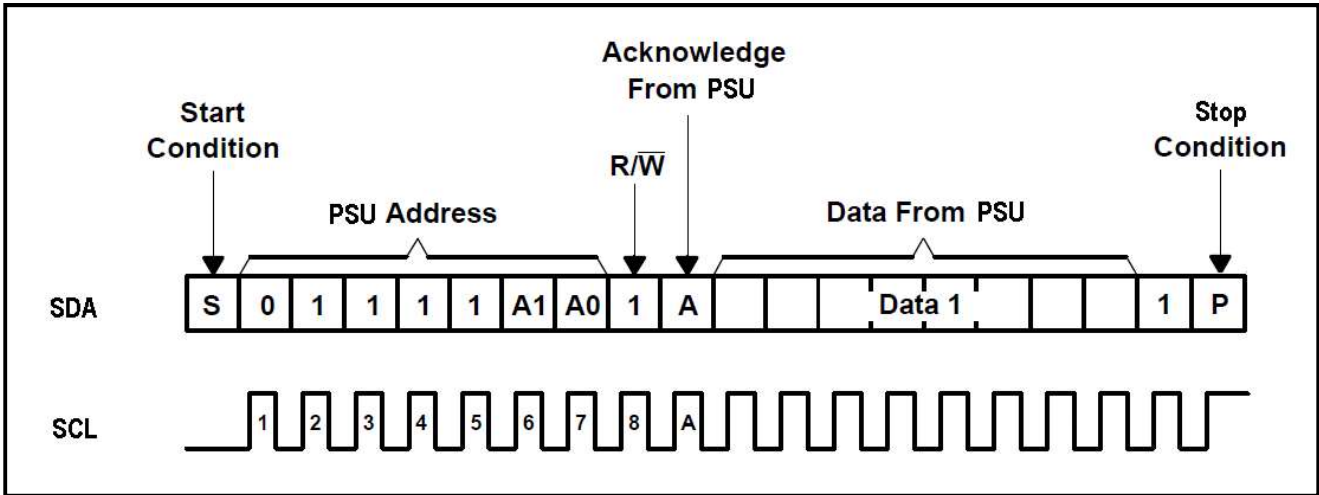 Acknowledge
From PSU
Start
Condition
Stop
Condition
R/W̅
PSU Address
Data From PSU
SDA
S 0 1 1 1 1 A1 A0 1 A Data 1 1 P
SCL
1 2 3 4 5 6 7 8 A